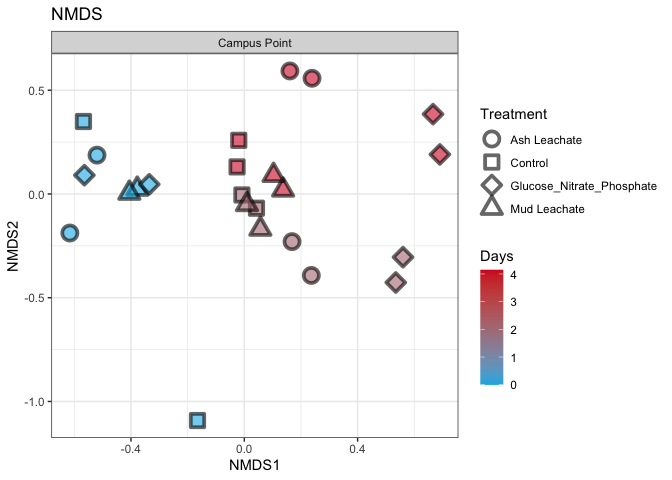 NMDS
Campus Point
0.5
0.0
-0.5
-1.0
NMDS2
-0.4
0.0
0.4
NMDS1
Treatment
Ash Leachate
Control
Glucose_Nitrate_Phosphate
Mud Leachate
Days
4
3
2
1
0